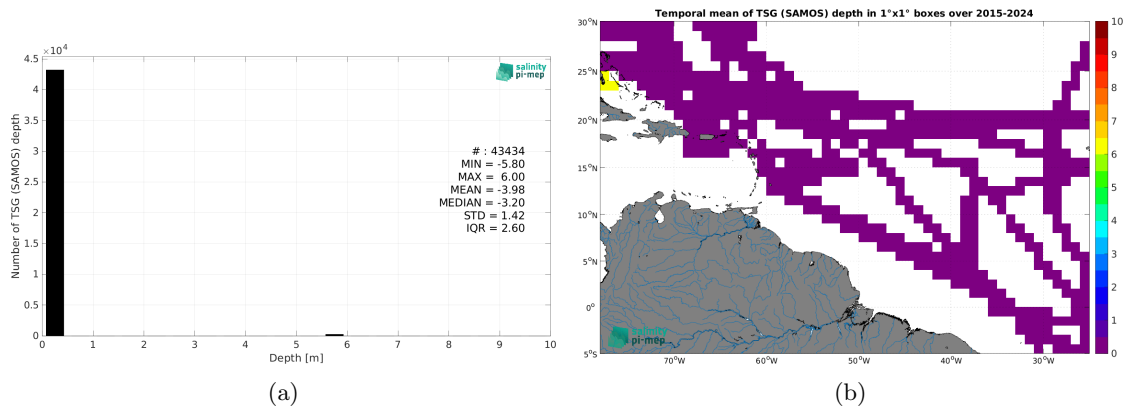 ×10⁴
4.5
4
3.5
3
2.5
2
1.5
1
0.5
0
Number of TSG (SAMOS) depth
salinity
pi-mep
# : 43434
MIN = -5.80
MAX = 6.00
MEAN = -3.98
MEDIAN = -3.20
STD = 1.42
IQR = 2.60
0 1 2 3 4 5 6 7 8 9 10
Depth [m]
(a)
Temporal mean of TSG (SAMOS) depth in 1°x1° boxes over 2015-2024
30°N
25°N
20°N
15°N
10°N
5°N
0°
5°S
70°W 60°W 50°W 40°W 30°W
salinity
pi-mep
10
9
8
7
6
5
4
3
2
1
0
(b)